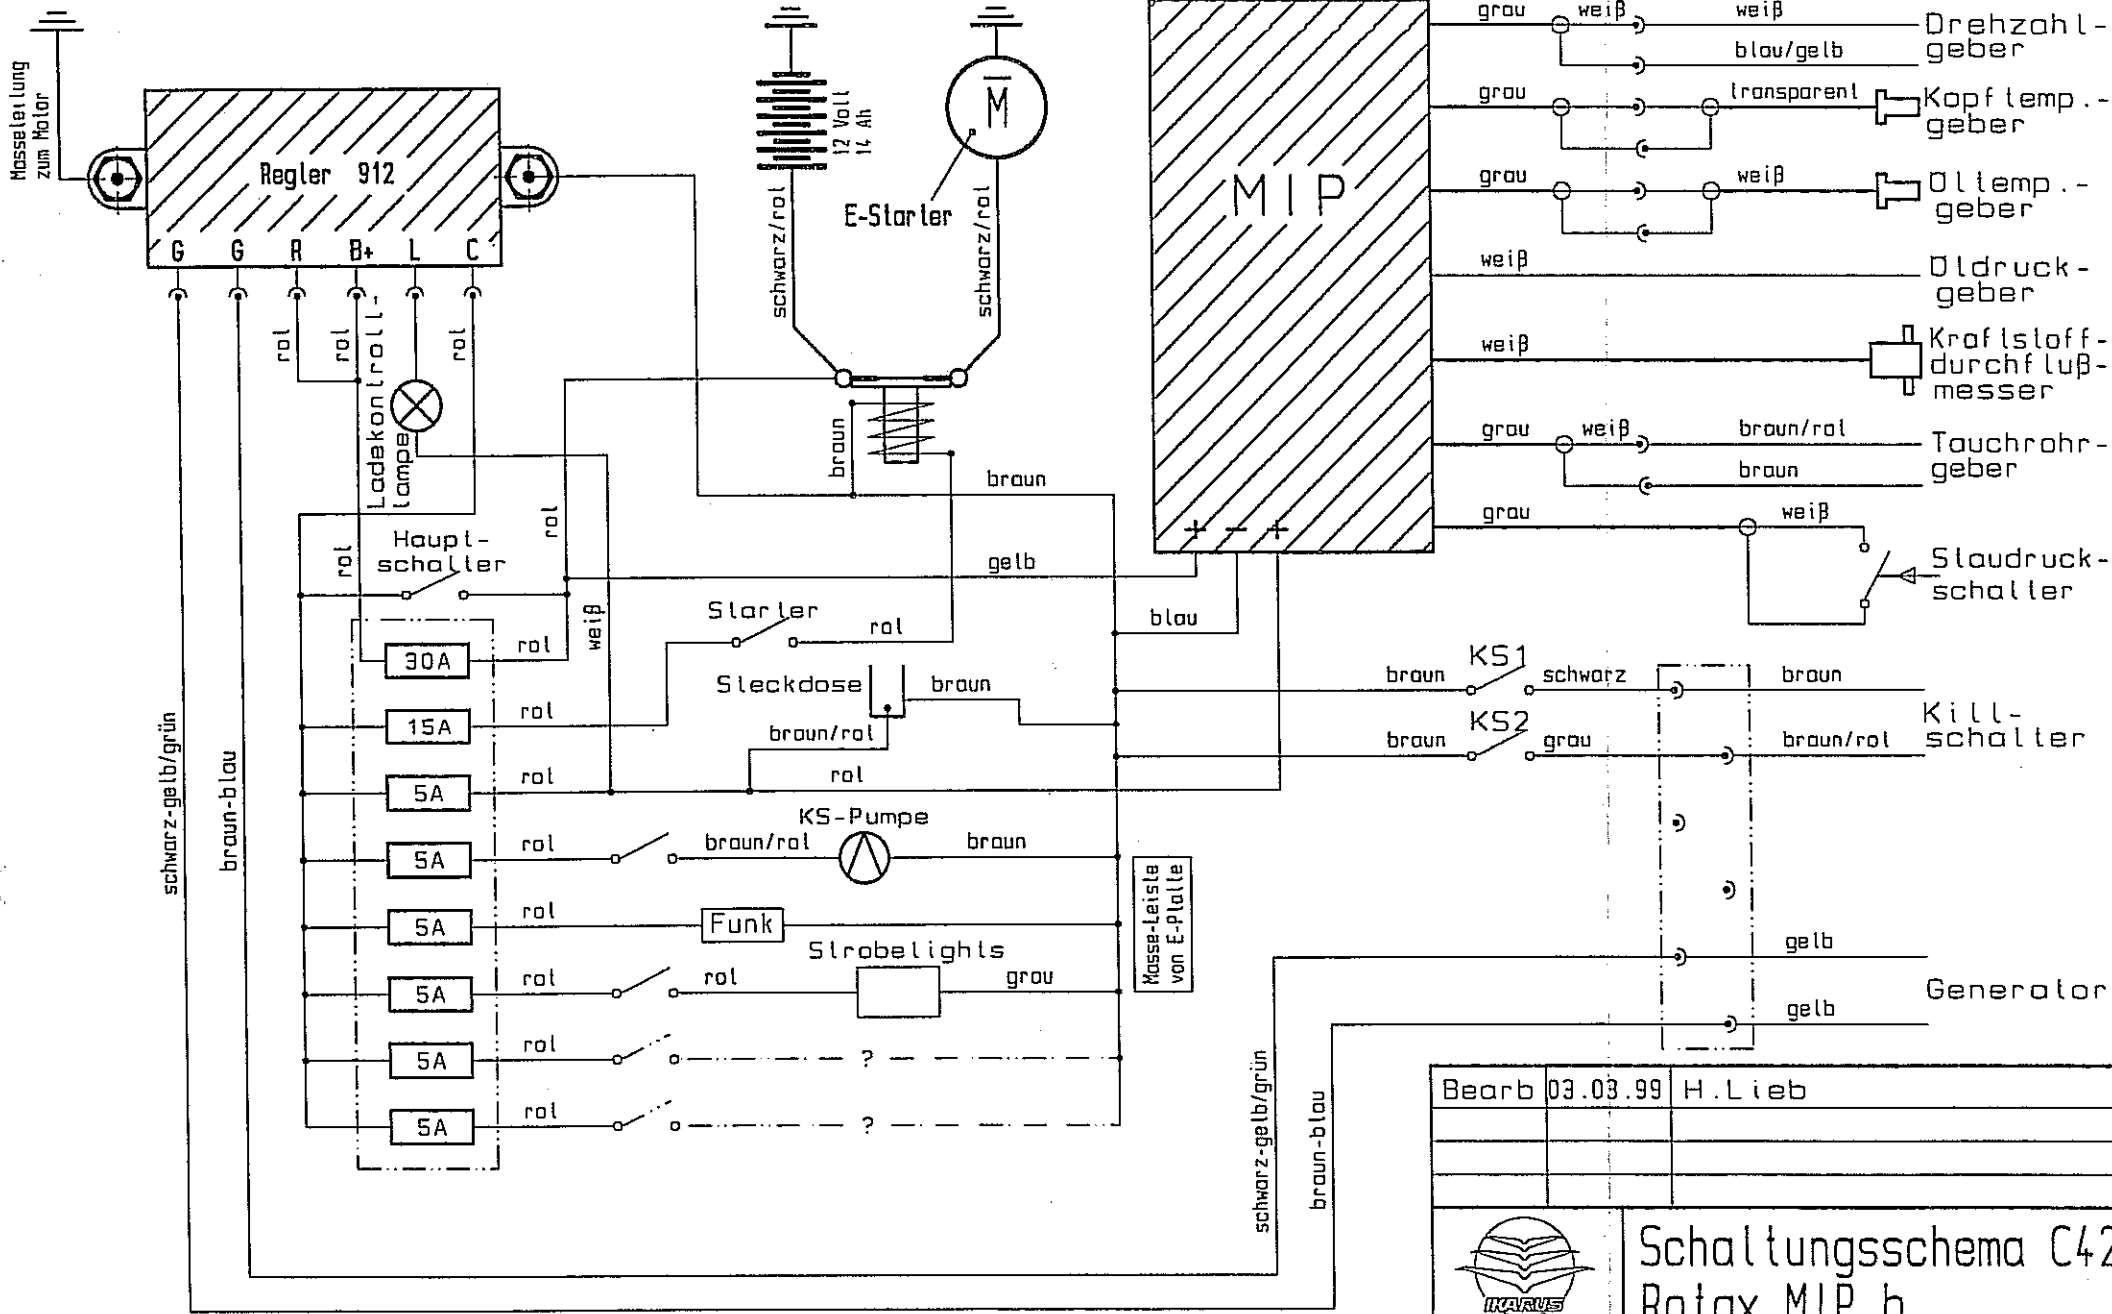 Masseleitung
zum Motor
Regler 912
G G R B+ L C
rot
rot
Ladekontroll-
lampe
rot
12 Volt
14 Ah
M
E-Starter
schwarz/rot
schwarz/rot
braun
braun
rot
rot
Haupt-
schalter
weiß
gelb
blau
Starter
rot
30A
rot
15A
rot
5A
rot
5A
rot
5A
rot
5A
rot
5A
rot
5A
rot
Steckdose
braun
braun/rot
rot
KS-Pumpe
braun/rot
braun
Funk
Strobelights
rot
grau
?
?
Masse-Leiste
von E-Platte
schwarz-gelb/grün
braun-blau
schwarz-gelb/grün
braun-blau
MIP
+ − +
grau weiß weiß
blau/gelb
Drehzahl-
geber
grau transparent
Kopftemp.-
geber
grau weiß
Öltemp.-
geber
weiß
Öldruck-
geber
weiß
Kraftstoff-
durchfluß-
messer
grau weiß braun/rot
braun
Tauchrohr-
geber
grau weiß
Staudruck-
schalter
braun KS1 schwarz braun
braun KS2 grau braun/rot
Kill-
schalter
gelb
gelb
Generator
Bearb 03.03.99 H.Lieb
IKARUS
Schaltungsschema C42
Rotax MIP b